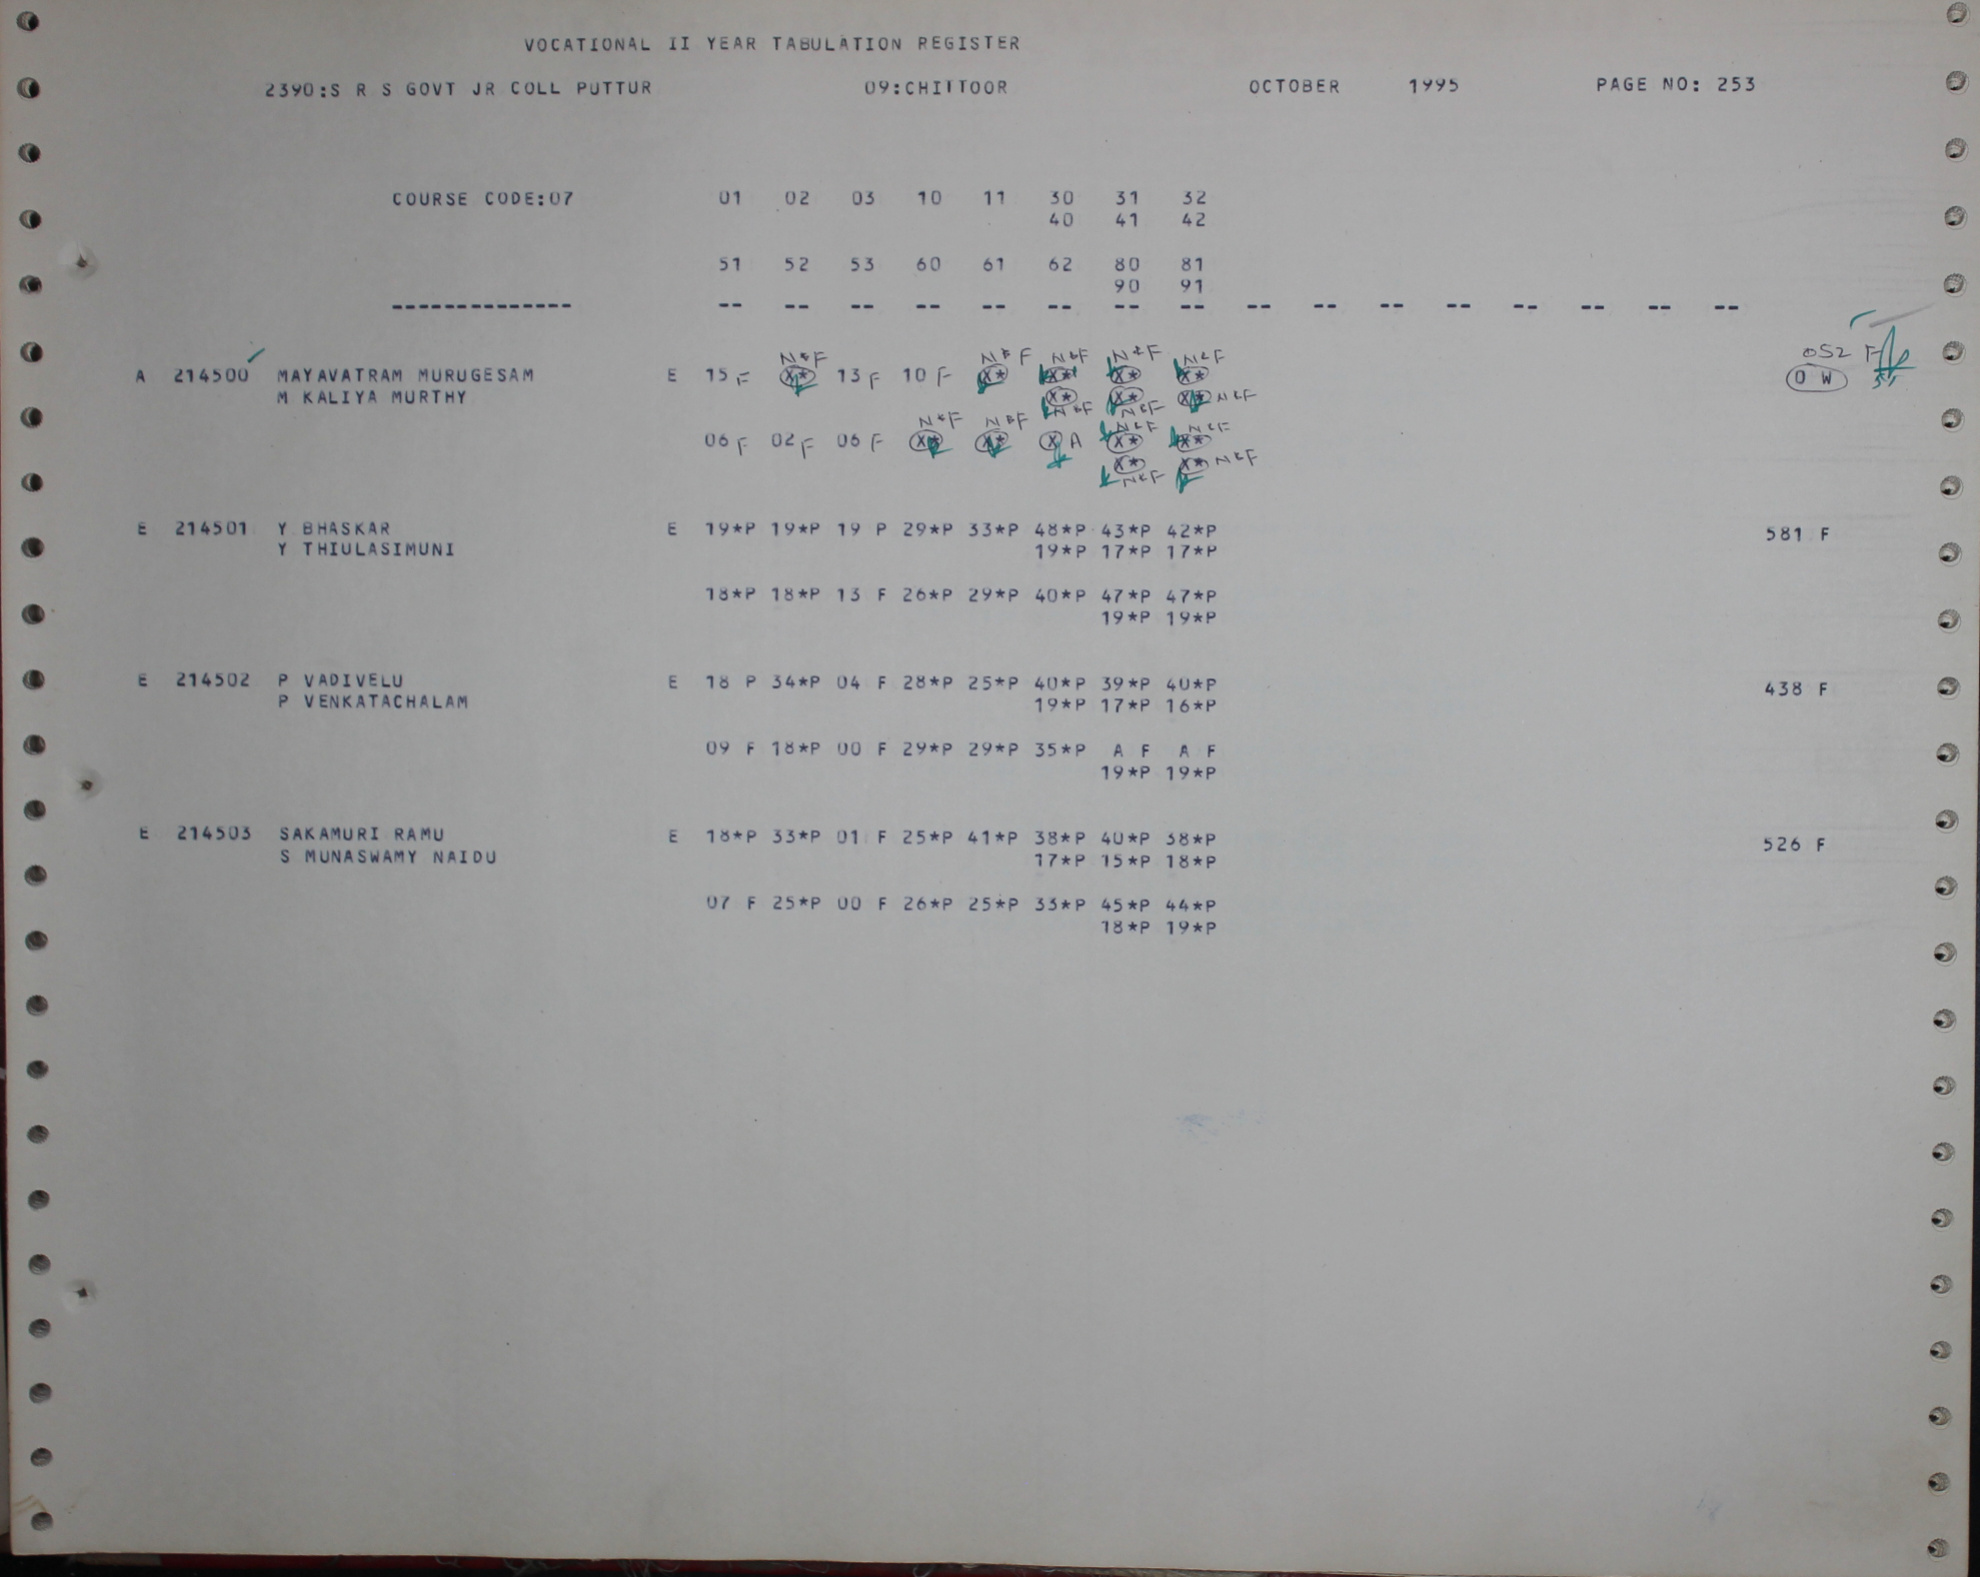 VOCATIONAL II YEAR TABULATION REGISTER
2390:S R S GOVT JR COLL PUTTUR 09:CHITTOOR OCTOBER 1995 PAGE NO: 253
COURSE CODE:07 01 02 03 10 11 30 31 32
40 41 42
51 52 53 60 61 62 80 81
90 91
-------------- -- -- -- -- -- -- -- -- -- -- -- -- -- -- -- --
N F N F N F N F N F 052 F
A 214500 MAYAVATRAM MURUGESAM E 15 F X* 13 F 10 F X* X* X* X* 0 W
M KALIYA MURTHY X* X* X* F
F F F F F
06 F 02 F 06 F X* X* X A X* X*
X* X* F
F
E 214501 Y BHASKAR E 19*P 19*P 19 P 29*P 33*P 48*P 43*P 42*P 581 F
Y THIULASIMUNI 19*P 17*P 17*P
18*P 18*P 13 F 26*P 29*P 40*P 47*P 47*P
19*P 19*P
E 214502 P VADIVELU E 18 P 34*P 04 F 28*P 25*P 40*P 39*P 40*P 438 F
P VENKATACHALAM 19*P 17*P 16*P
09 F 18*P 00 F 29*P 29*P 35*P A F A F
19*P 19*P
E 214503 SAKAMURI RAMU E 18*P 33*P 01 F 25*P 41*P 38*P 40*P 38*P 526 F
S MUNASWAMY NAIDU 17*P 15*P 18*P
07 F 25*P 00 F 26*P 25*P 33*P 45*P 44*P
18*P 19*P